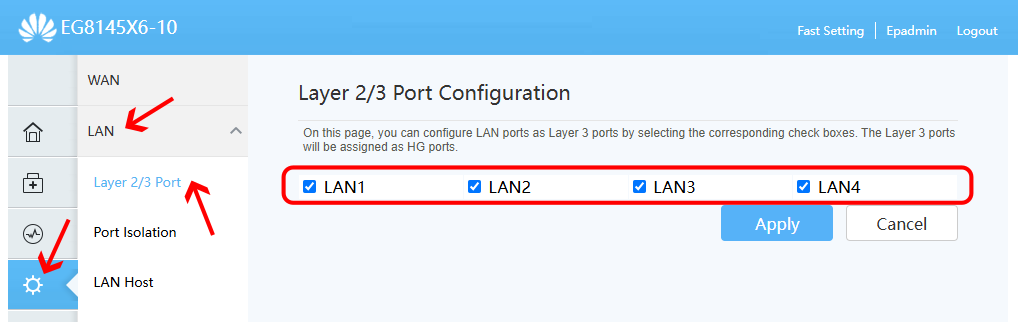 EG8145X6-10
Fast Setting
Epadmin
Logout
WAN
LAN
Layer 2/3 Port
Port Isolation
LAN Host
Layer 2/3 Port Configuration
On this page, you can configure LAN ports as Layer 3 ports by selecting the corresponding check boxes. The Layer 3 ports
will be assigned as HG ports.
LAN1 LAN2 LAN3 LAN4
Apply Cancel